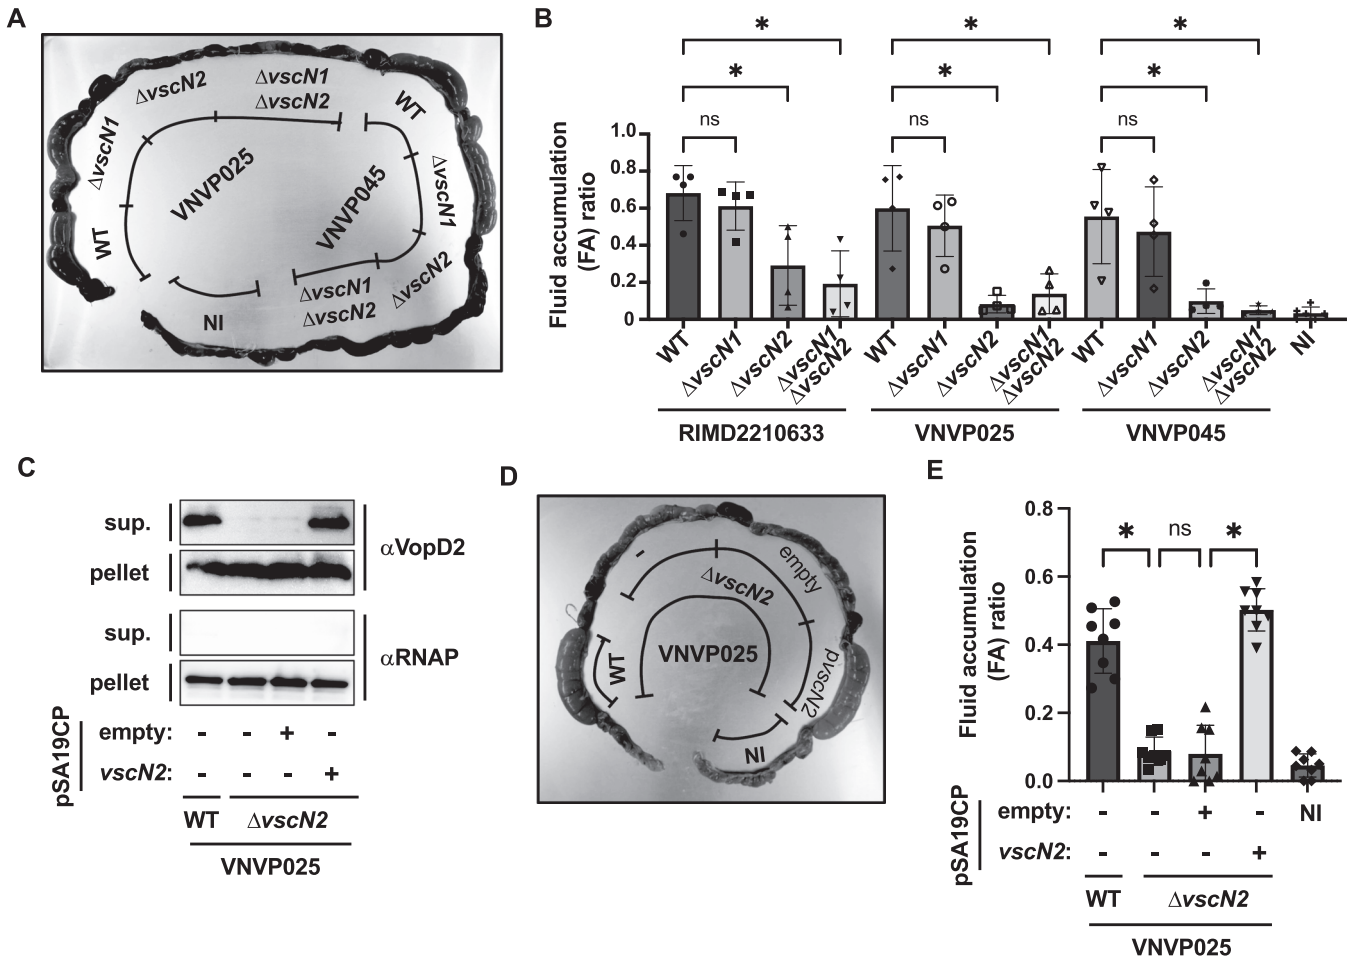 A
ΔvscN2
ΔvscN1
ΔvscN2
WT
ΔvscN1
VNVP025
VNVP045
ΔvscN1
WT
ΔvscN1
ΔvscN2
ΔvscN2
NI
B
* * *
* * *
ns ns ns
Fluid accumulation
(FA) ratio
1.0
0.8
0.6
0.4
0.2
0
WT ΔvscN1 ΔvscN2 ΔvscN1 ΔvscN2 WT ΔvscN1 ΔvscN2 ΔvscN1 ΔvscN2 WT ΔvscN1 ΔvscN2 ΔvscN1 ΔvscN2 NI
RIMD2210633 VNVP025 VNVP045
C
sup.
pellet
αVopD2
sup.
pellet
αRNAP
pSA19CP
empty: - - + -
vscN2: - - - +
WT ΔvscN2
VNVP025
D
- empty
ΔvscN2
WT
VNVP025
pvscN2
NI
E
* ns *
Fluid accumulation
(FA) ratio
0.8
0.6
0.4
0.2
0.0
pSA19CP
empty: - - + - NI
vscN2: - - - +
WT ΔvscN2
VNVP025